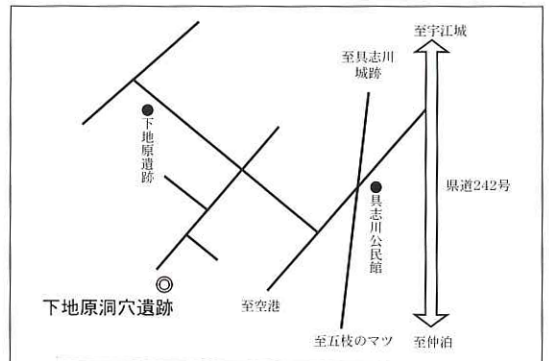 至宇江城
至具志川
城跡
下地原遺跡
県道242号
具志川公民館
下地原洞穴遺跡
至空港
至五枝のマツ
至仲泊